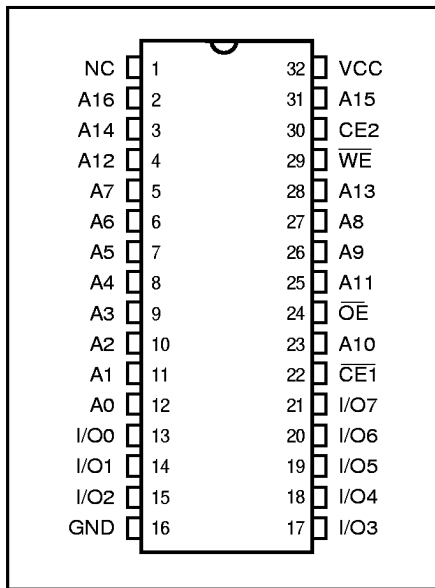 NC 1 32 VCC
A16 2 31 A15
A14 3 30 CE2
A12 4 29 W̅E̅
A7 5 28 A13
A6 6 27 A8
A5 7 26 A9
A4 8 25 A11
A3 9 24 O̅E̅
A2 10 23 A10
A1 11 22 C̅E̅1̅
A0 12 21 I/O7
I/O0 13 20 I/O6
I/O1 14 19 I/O5
I/O2 15 18 I/O4
GND 16 17 I/O3